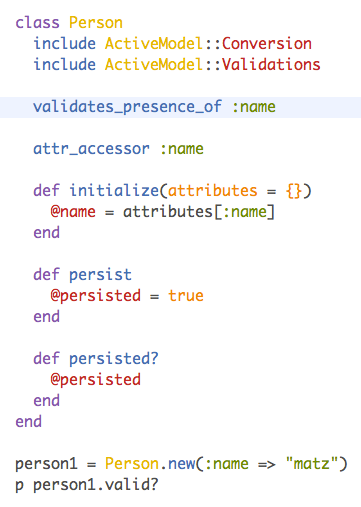 class Person
  include ActiveModel::Conversion
  include ActiveModel::Validations
  validates_presence_of :name
  attr_accessor :name
  def initialize(attributes = {})
    @name = attributes[:name]
  end
  def persist
    @persisted = true
  end
  def persisted?
    @persisted
  end
end
person1 = Person.new(:name => "matz")
p person1.valid?